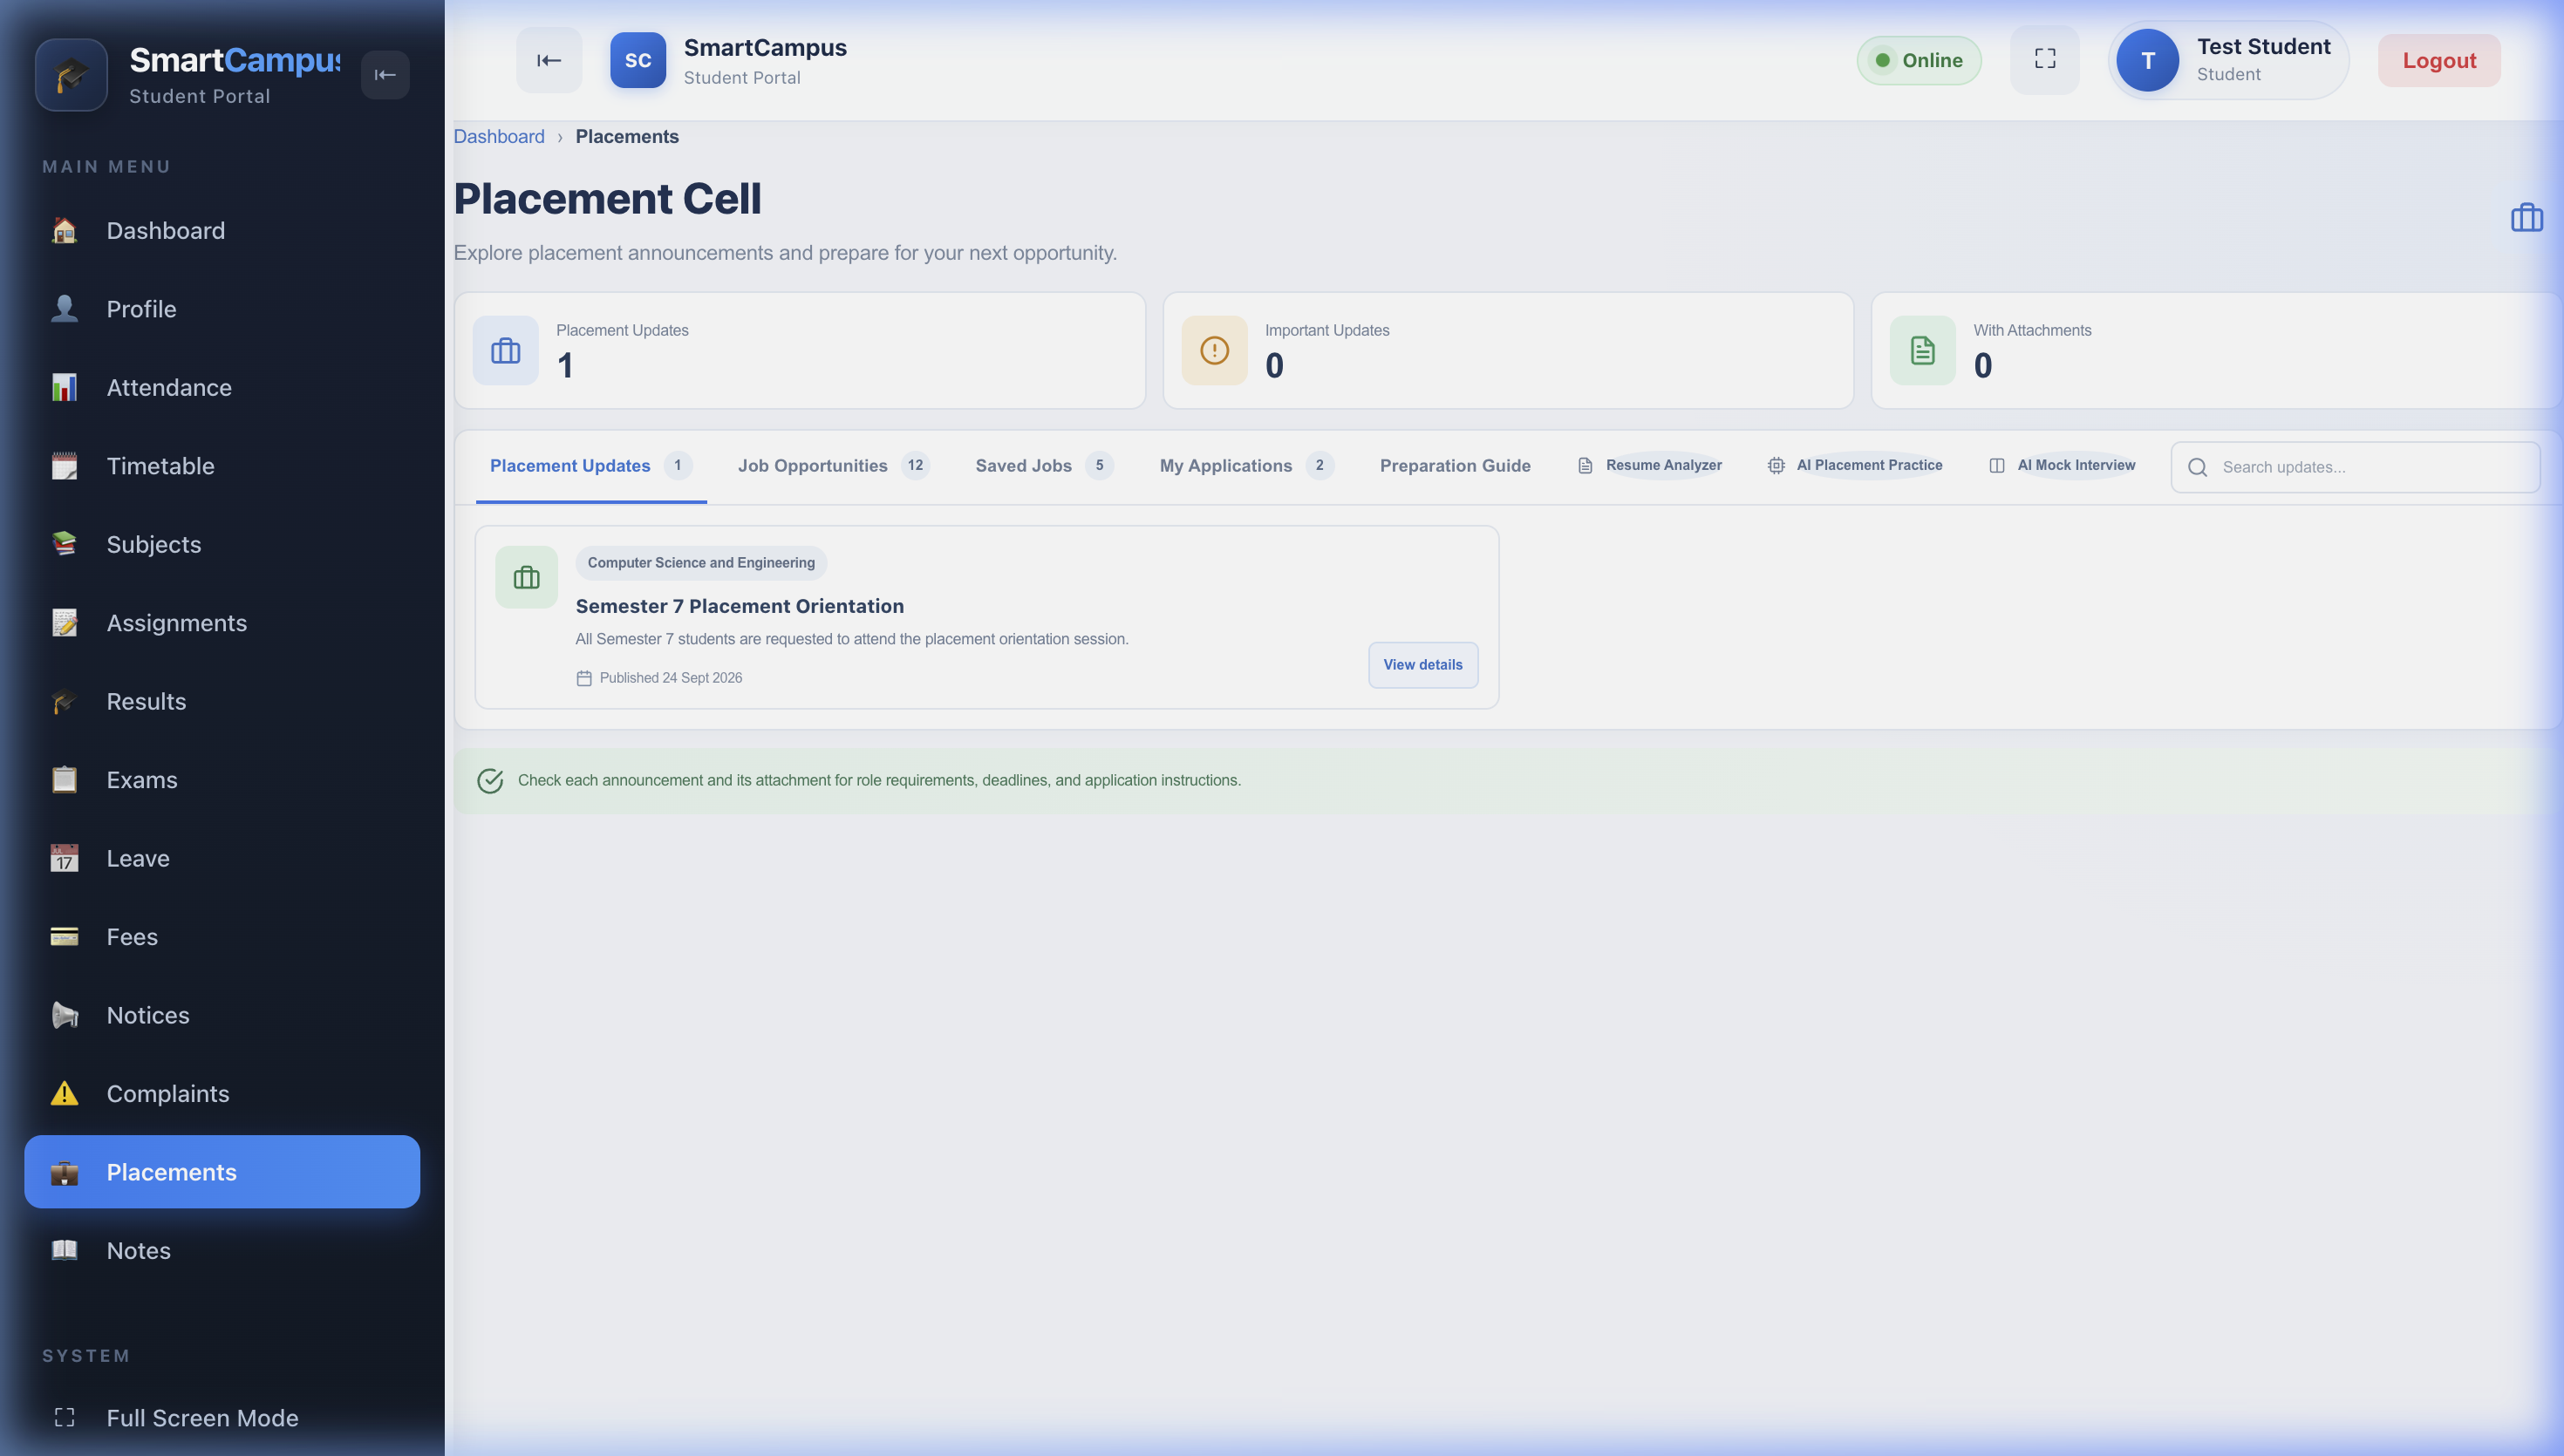 SmartCampus
Student Portal
MAIN MENU
Dashboard
Profile
Attendance
Timetable
Subjects
Assignments
Results
Exams
JUL
17
Leave
Fees
Notices
Complaints
Placements
Notes
SYSTEM
Full Screen Mode
SC
SmartCampus
Student Portal
Online
T
Test Student
Student
Logout
Dashboard › Placements
Placement Cell
Explore placement announcements and prepare for your next opportunity.
Placement Updates
1
Important Updates
0
With Attachments
0
Placement Updates 1
Job Opportunities 12
Saved Jobs 5
My Applications 2
Preparation Guide
Resume Analyzer
AI Placement Practice
AI Mock Interview
Search updates...
Computer Science and Engineering
Semester 7 Placement Orientation
All Semester 7 students are requested to attend the placement orientation session.
Published 24 Sept 2026
View details
Check each announcement and its attachment for role requirements, deadlines, and application instructions.